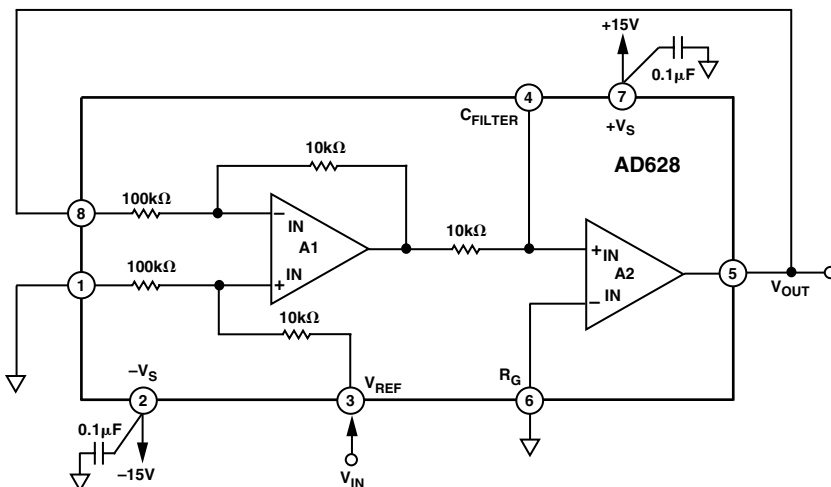 +15V
0.1µF
4
7
C_FILTER
+V_S
10kΩ
AD628
100kΩ
10kΩ
8
–
IN
A1
+
IN
+
IN
A2
–
IN
100kΩ
1
5
V_OUT
10kΩ
–V_S
V_REF
R_G
2
3
6
0.1µF
–15V
V_IN